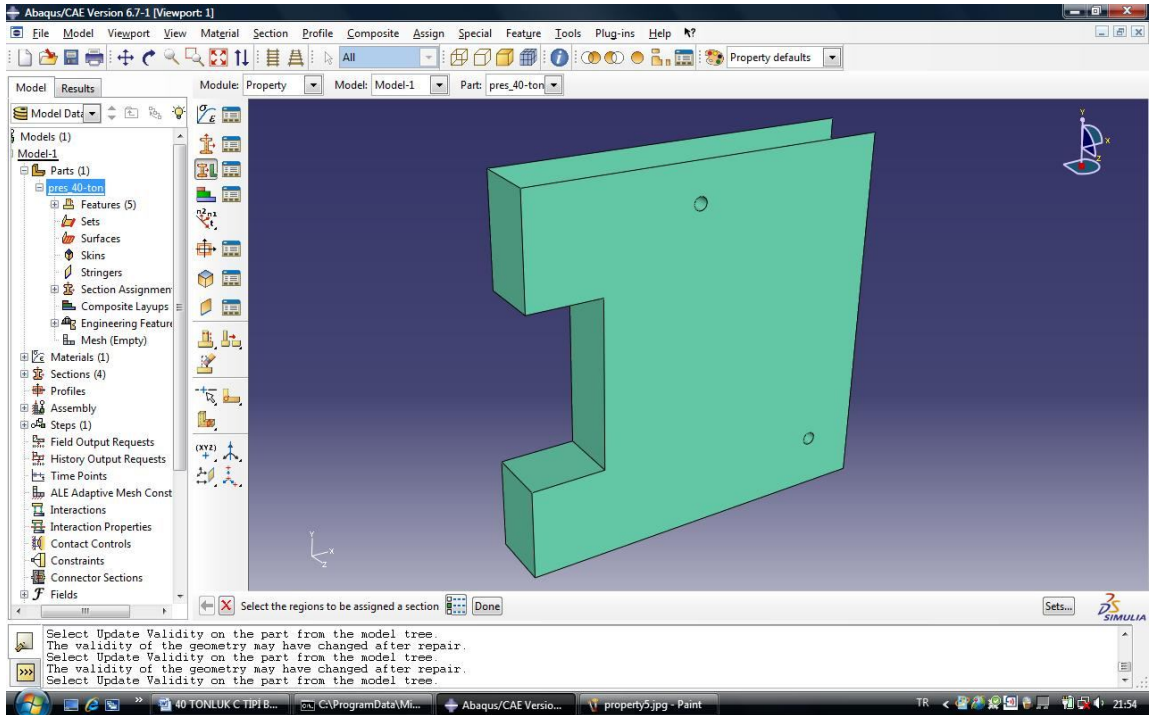 Abaqus/CAE Version 6.7-1 [Viewport: 1]
File Model Viewport View Material Section Profile Composite Assign Special Feature Tools Plug-ins Help
All
Property defaults
Model Results
Module: Property Model: Model-1 Part: pres_40-ton
Model Data
Models (1)
Model-1
Parts (1)
pres_40-ton
Features (5)
Sets
Surfaces
Skins
Stringers
Section Assignmen
Composite Layups
Engineering Feature
Mesh (Empty)
Materials (1)
Sections (4)
Profiles
Assembly
Steps (1)
Field Output Requests
History Output Requests
Time Points
ALE Adaptive Mesh Const
Interactions
Interaction Properties
Contact Controls
Constraints
Connector Sections
Fields
(XYZ)
Y
X
Z
Y
X
Z
Select the regions to be assigned a section Done
Sets...
SIMULIA
Select Update Validity on the part from the model tree.
The validity of the geometry may have changed after repair.
Select Update Validity on the part from the model tree.
The validity of the geometry may have changed after repair.
Select Update Validity on the part from the model tree.
40 TONLUK C TİPİ B... C:\ProgramData\Mi... Abaqus/CAE Versio... property5.jpg - Paint TR 21:54